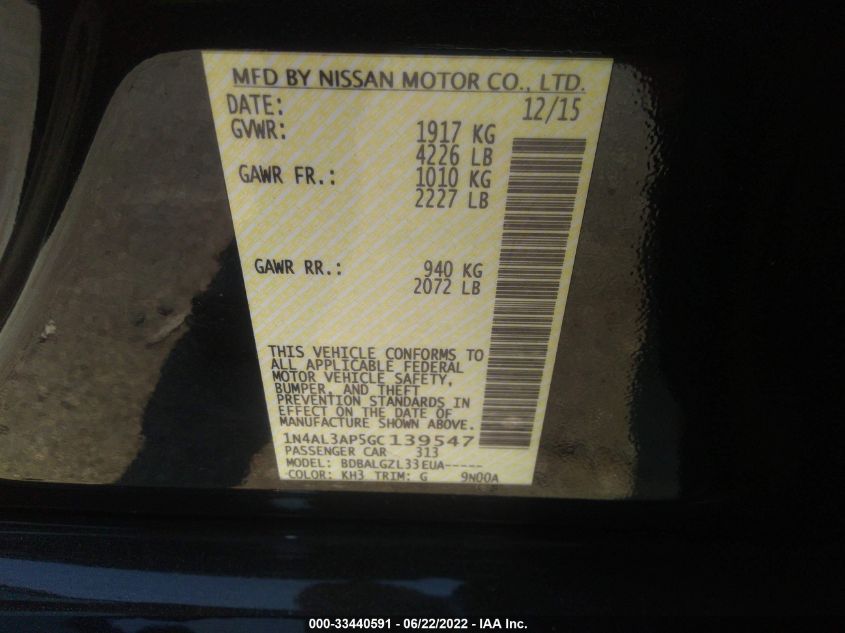 MFD BY NISSAN MOTOR CO., LTD.
DATE: 12/15
GVWR: 1917 KG
4226 LB
GAWR FR.: 1010 KG
2227 LB
GAWR RR.: 940 KG
2072 LB
THIS VEHICLE CONFORMS TO
ALL APPLICABLE FEDERAL
MOTOR VEHICLE SAFETY,
BUMPER, AND THEFT
PREVENTION STANDARDS IN
EFFECT ON THE DATE OF
MANUFACTURE SHOWN ABOVE.
1N4AL3AP5GC139547
PASSENGER CAR 313
MODEL: BDBALGZL33EUA-----
COLOR: KH3 TRIM: G 9N00A
000-33440591 - 06/22/2022 - IAA Inc.